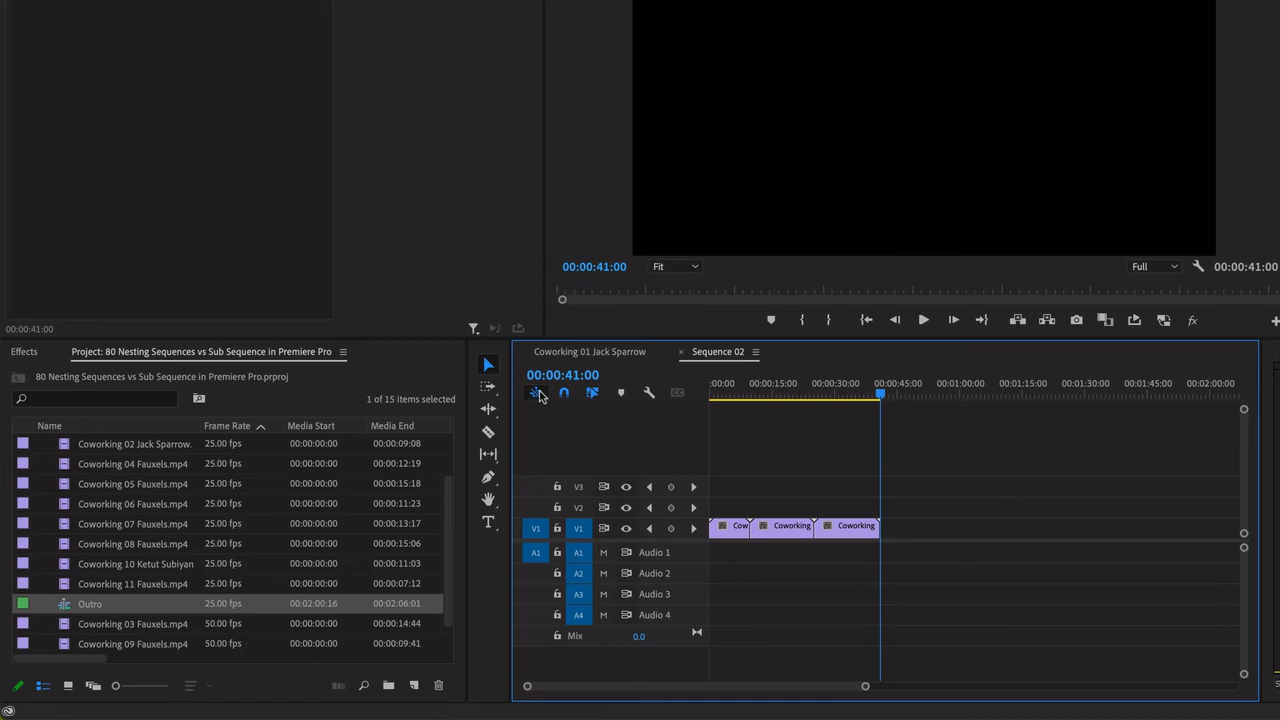 00:00:41:00
Fit
Full
00:00:41:00
00:00:41:00
fx
Effects
Project: 80 Nesting Sequences vs Sub Sequence in Premiere Pro
80 Nesting Sequences vs Sub Sequence in Premiere Pro.prproj
1 of 15 items selected
Name Frame Rate Media Start Media End
Coworking 02 Jack Sparrow. 25.00 fps 00:00:00:00 00:00:09:08
Coworking 04 Fauxels.mp4 25.00 fps 00:00:00:00 00:00:12:19
Coworking 05 Fauxels.mp4 25.00 fps 00:00:00:00 00:00:15:18
Coworking 06 Fauxels.mp4 25.00 fps 00:00:00:00 00:00:11:23
Coworking 07 Fauxels.mp4 25.00 fps 00:00:00:00 00:00:13:17
Coworking 08 Fauxels.mp4 25.00 fps 00:00:00:00 00:00:15:06
Coworking 10 Ketut Subiyan 25.00 fps 00:00:00:00 00:00:11:03
Coworking 11 Fauxels.mp4 25.00 fps 00:00:00:00 00:00:07:12
Outro 25.00 fps 00:02:00:16 00:02:06:01
Coworking 03 Fauxels.mp4 50.00 fps 00:00:00:00 00:00:14:44
Coworking 09 Fauxels.mp4 50.00 fps 00:00:00:00 00:00:09:41
T
Coworking 01 Jack Sparrow
× Sequence 02
00:00:41:00
CC
:00:00 00:00:15:00 00:00:30:00 00:00:45:00 00:01:00:00 00:01:15:00 00:01:30:00 00:01:45:00 00:02:00:00
V3
V2
V1 V1 fx Cow fx Coworking fx Coworking
A1 A1 M Audio 1
A2 M Audio 2
A3 M Audio 3
A4 M Audio 4
Mix 0.0
S